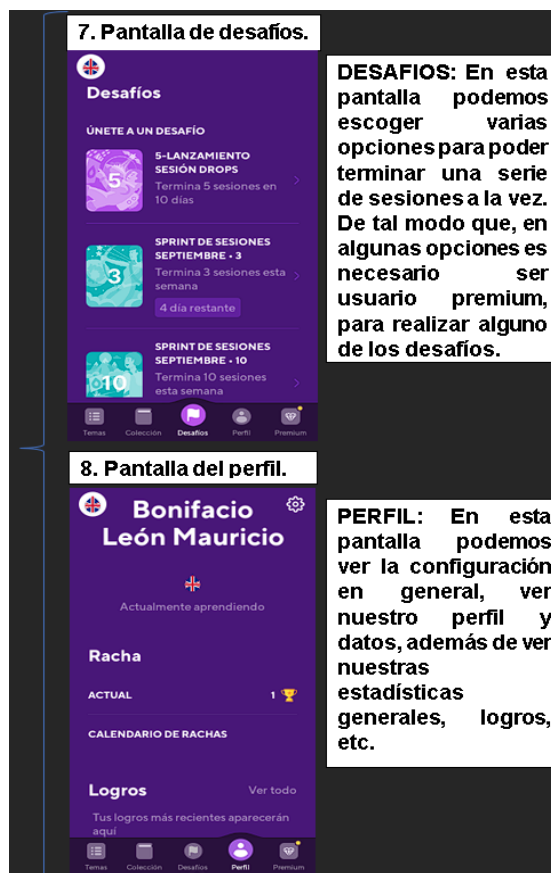 7. Pantalla de desafíos.
Desafíos
ÚNETE A UN DESAFÍO
5
5-LANZAMIENTO
SESIÓN DROPS
Termina 5 sesiones en
10 días
3
SPRINT DE SESIONES
SEPTIEMBRE • 3
Termina 3 sesiones esta
semana
4 día restante
10
SPRINT DE SESIONES
SEPTIEMBRE • 10
Termina 10 sesiones
esta semana
Temas Colección Desafíos Perfil Premium
DESAFIOS: En esta
pantalla podemos
escoger varias
opciones para poder
terminar una serie
de sesiones a la vez.
De tal modo que, en
algunas opciones es
necesario ser
usuario premium,
para realizar alguno
de los desafíos.
8. Pantalla del perfil.
Bonifacio
León Mauricio
Actualmente aprendiendo
Racha
ACTUAL 1
CALENDARIO DE RACHAS
Logros Ver todo
Tus logros más recientes aparecerán
aquí
Temas Colección Desafíos Perfil Premium
PERFIL: En esta
pantalla podemos
ver la configuración
en general, ver
nuestro perfil y
datos, además de ver
nuestras
estadísticas
generales, logros,
etc.